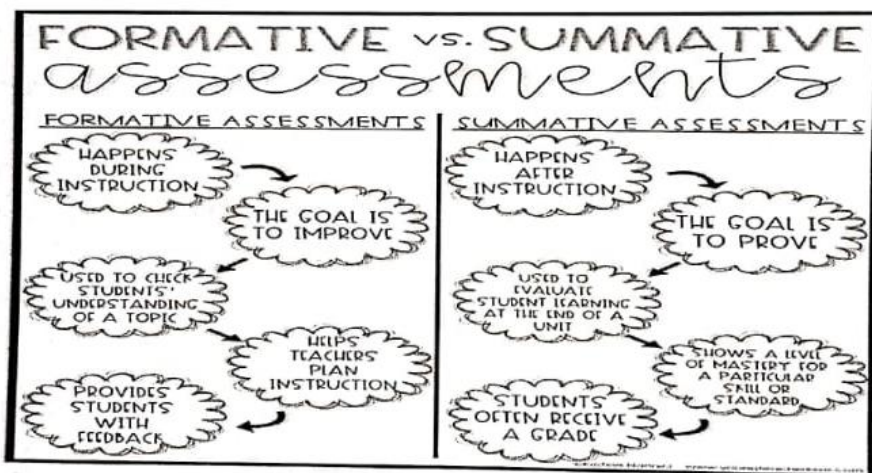 FORMATIVE vs. SUMMATIVE
assessments
FORMATIVE ASSESSMENTS
HAPPENS
DURING
INSTRUCTION
THE GOAL IS
TO IMPROVE
USED TO CHECK
STUDENTS'
UNDERSTANDING
OF A TOPIC
HELPS
TEACHERS
PLAN
INSTRUCTION
PROVIDES
STUDENTS
WITH
FEEDBACK
SUMMATIVE ASSESSMENTS
HAPPENS
AFTER
INSTRUCTION
THE GOAL IS
TO PROVE
USED TO
EVALUATE
STUDENT LEARNING
AT THE END OF A
UNIT
SHOWS A LEVEL
OF MASTERY FOR
A PARTICULAR
SKILL OR
STANDARD
STUDENTS
OFTEN RECEIVE
A GRADE